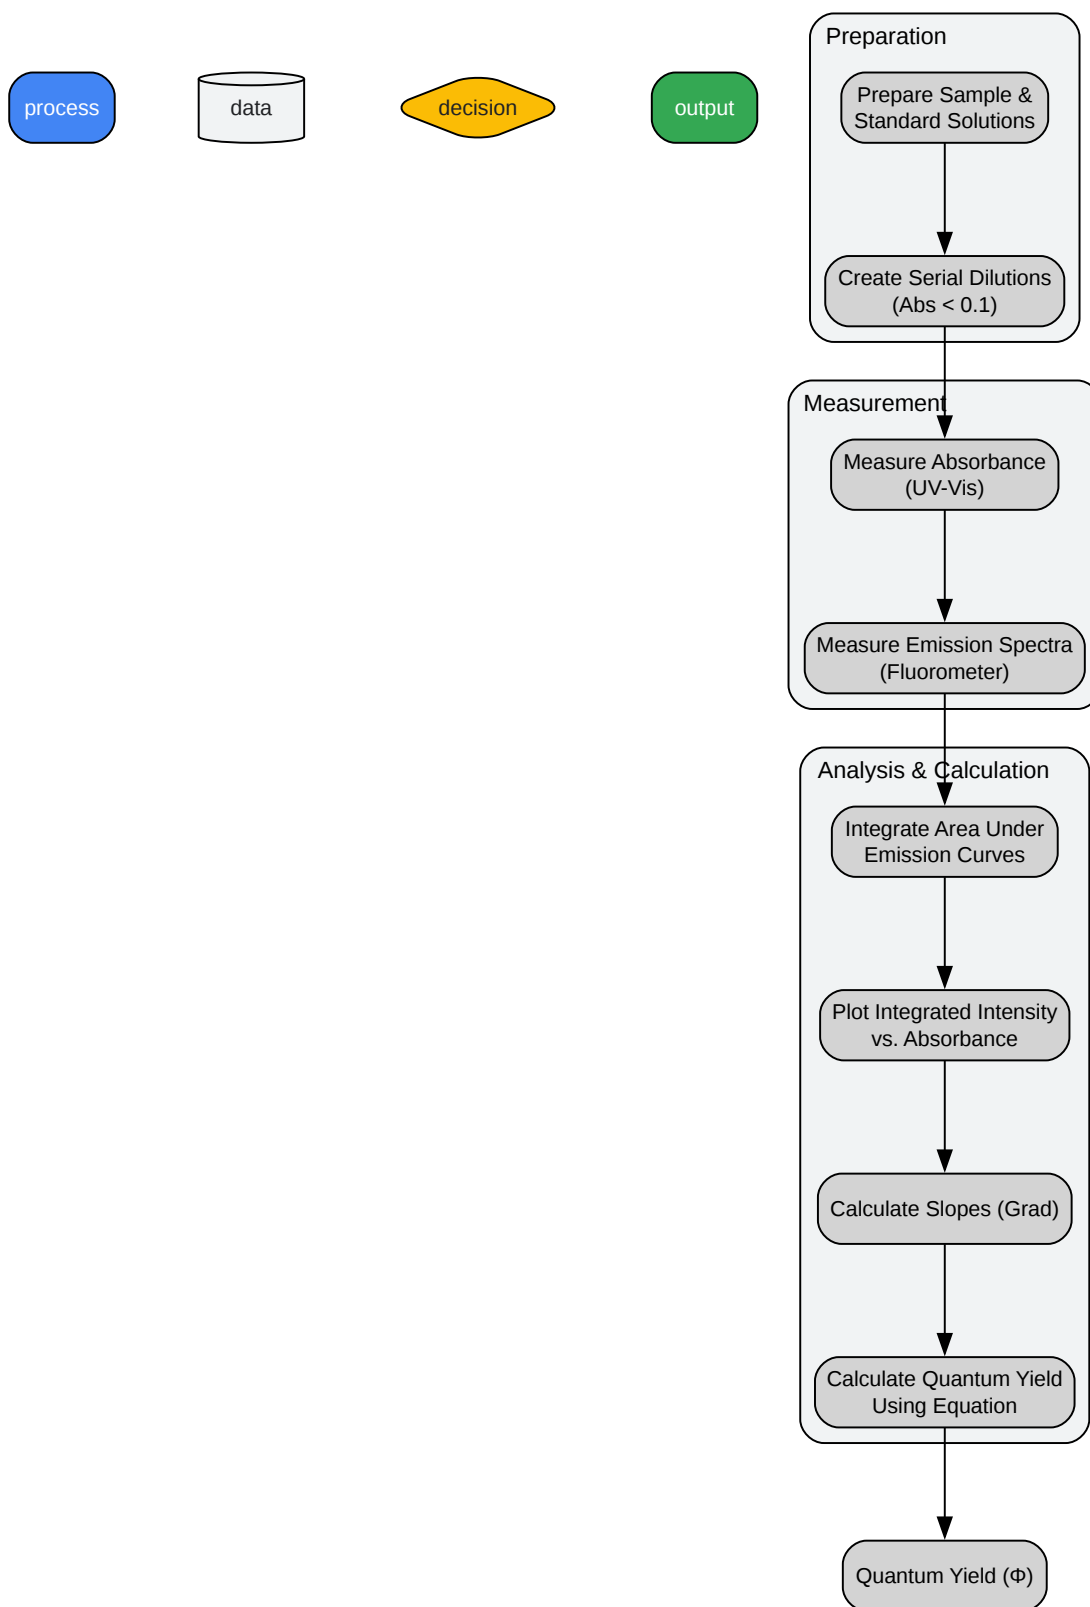 Preparation
process
data
decision
output
Prepare Sample &
Standard Solutions
Create Serial Dilutions
(Abs < 0.1)
Measurement
Measure Absorbance
(UV-Vis)
Measure Emission Spectra
(Fluorometer)
Analysis & Calculation
Integrate Area Under
Emission Curves
Plot Integrated Intensity
vs. Absorbance
Calculate Slopes (Grad)
Calculate Quantum Yield
Using Equation
Quantum Yield (Φ)